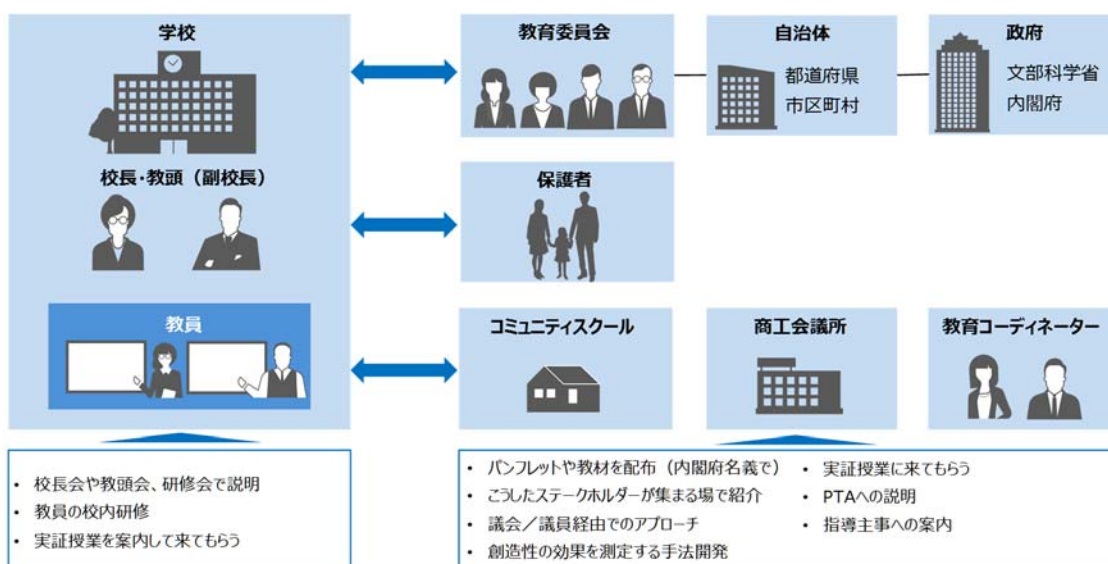 学校
校長・教頭（副校長）
教員
教育委員会
自治体
都道府県
市区町村
政府
文部科学省
内閣府
保護者
コミュニティスクール
商工会議所
教育コーディネーター
• 校長会や教頭会、研修会で説明
• 教員の校内研修
• 実証授業を案内して来てもらう
• パンフレットや教材を配布（内閣府名義で）
• こうしたステークホルダーが集まる場で紹介
• 議会／議員経由でのアプローチ
• 創造性の効果を測定する手法開発
• 実証授業に来てもらう
• PTAへの説明
• 指導主事への案内